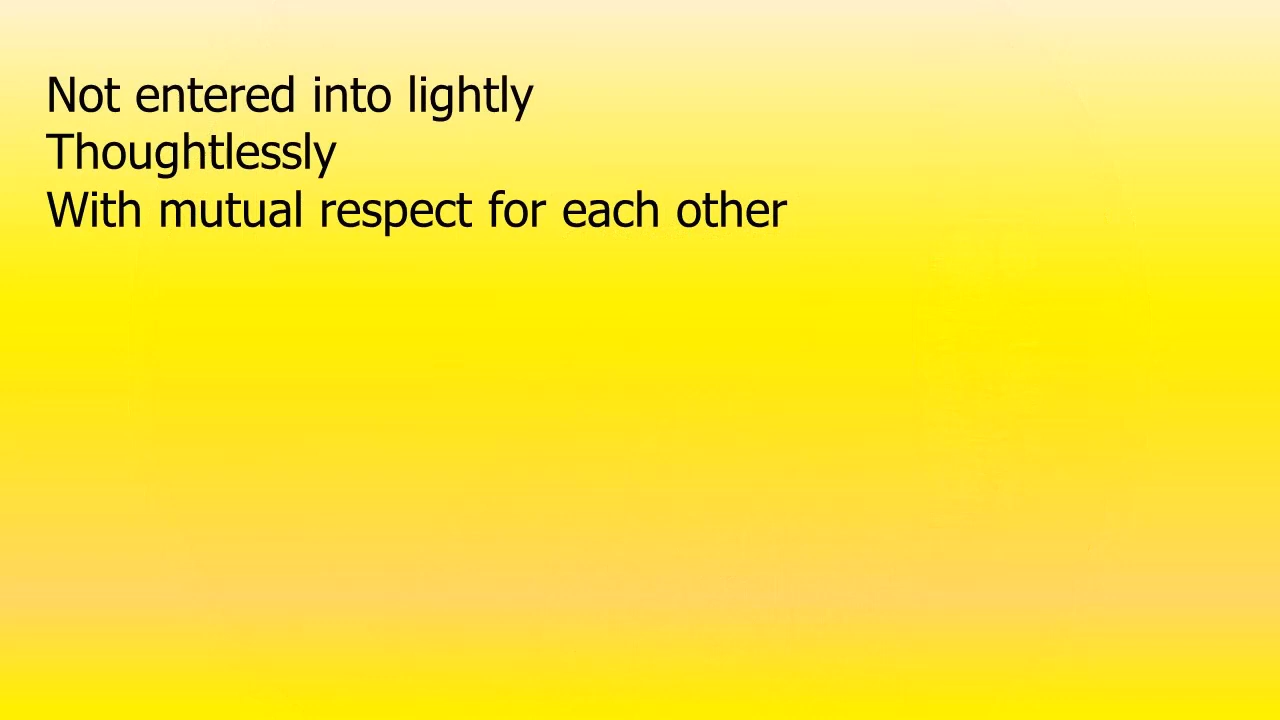 Not entered into lightly
Thoughtlessly
With mutual respect for each other